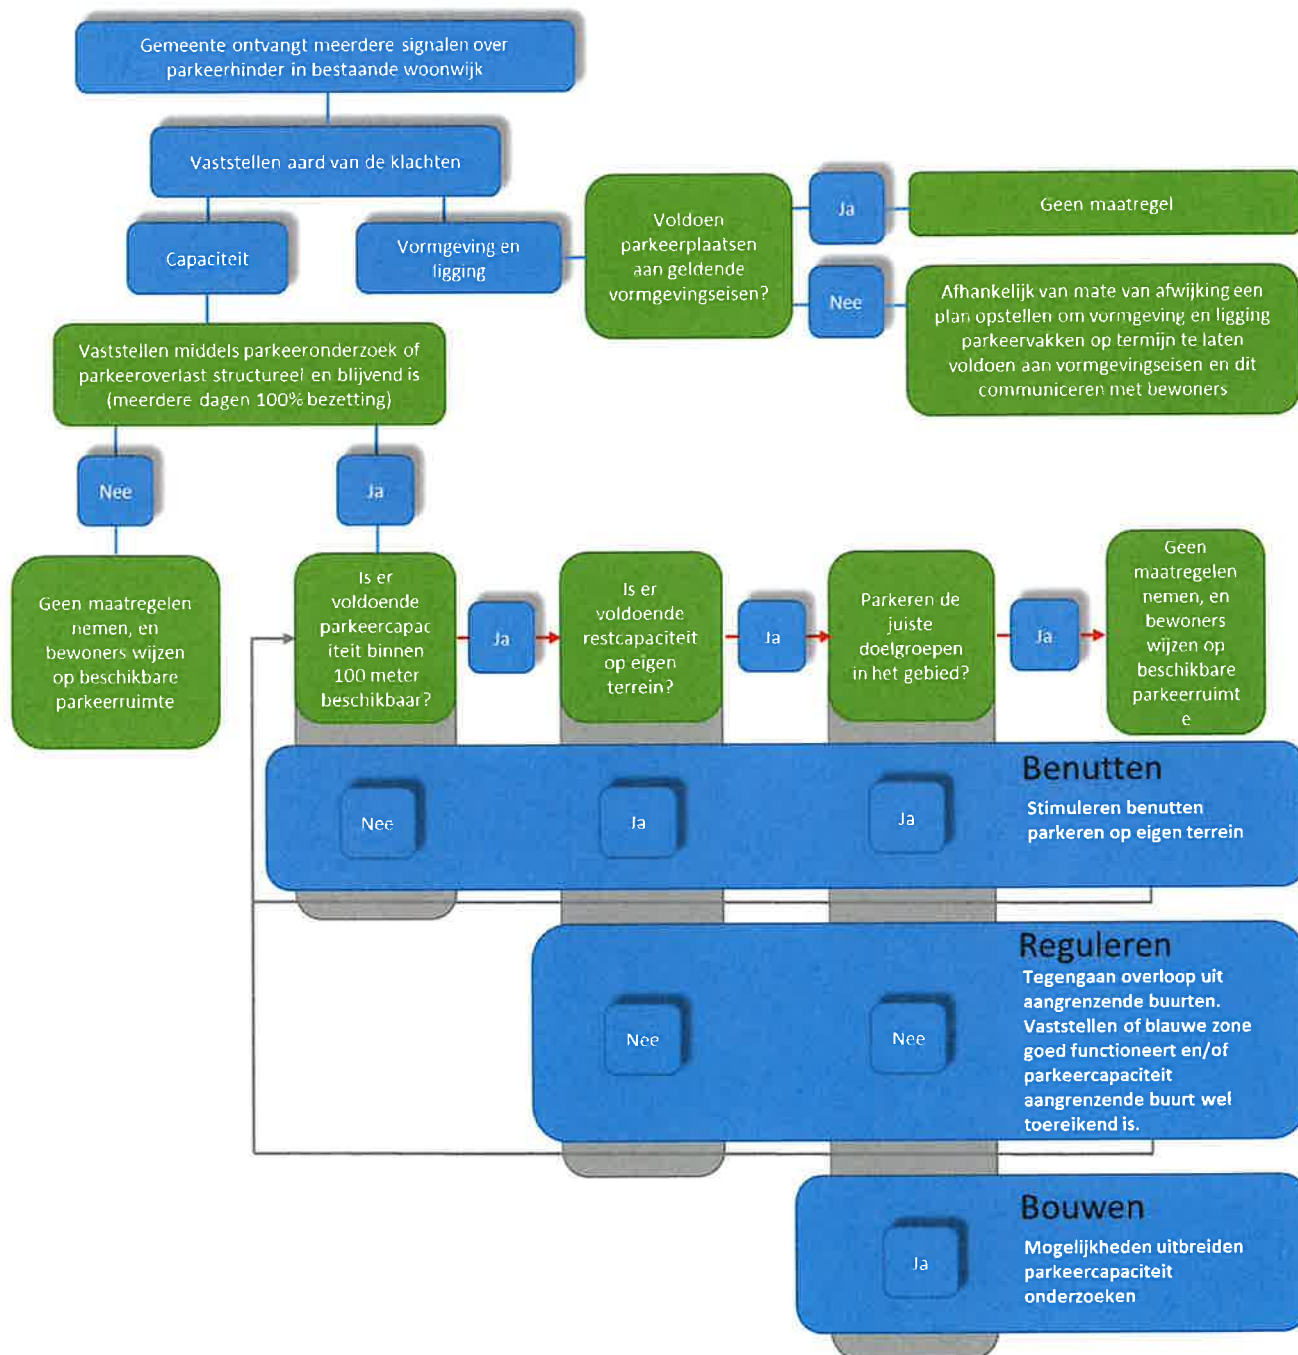 Gemeente ontvangt meerdere signalen over
parkeerhinder in bestaande woonwijk
Vaststellen aard van de klachten
Capaciteit
Vormgeving en
ligging
Voldoen
parkeerplaatsen
aan geldende
vormgevingseisen?
Ja
Geen maatregel
Nee
Afhankelijk van mate van afwijking een
plan opstellen om vormgeving en ligging
parkeervakken op termijn te laten
voldoen aan vormgevingseisen en dit
communiceren met bewoners
Vaststellen middels parkeeronderzoek of
parkeeroverlast structureel en blijvend is
(meerdere dagen 100% bezetting)
Nee
Ja
Geen maatregelen
nemen, en
bewoners wijzen
op beschikbare
parkeerruimte
Is er
voldoende
parkeercapac
iteit binnen
100 meter
beschikbaar?
Ja
Is er
voldoende
restcapaciteit
op eigen
terrein?
Ja
Parkeren de
juiste
doelgroepen
in het gebied?
Ja
Geen
maatregelen
nemen, en
bewoners
wijzen op
beschikbare
parkeerruimt
e
Nee
Ja
Ja
Benutten
Stimuleren benutten
parkeren op eigen terrein
Nee
Nee
Reguleren
Tegengaan overloop uit
aangrenzende buurten.
Vaststellen of blauwe zone
goed functioneert en/of
parkeercapaciteit
aangrenzende buurt wel
toereikend is.
Ja
Bouwen
Mogelijkheden uitbreiden
parkeercapaciteit
onderzoeken